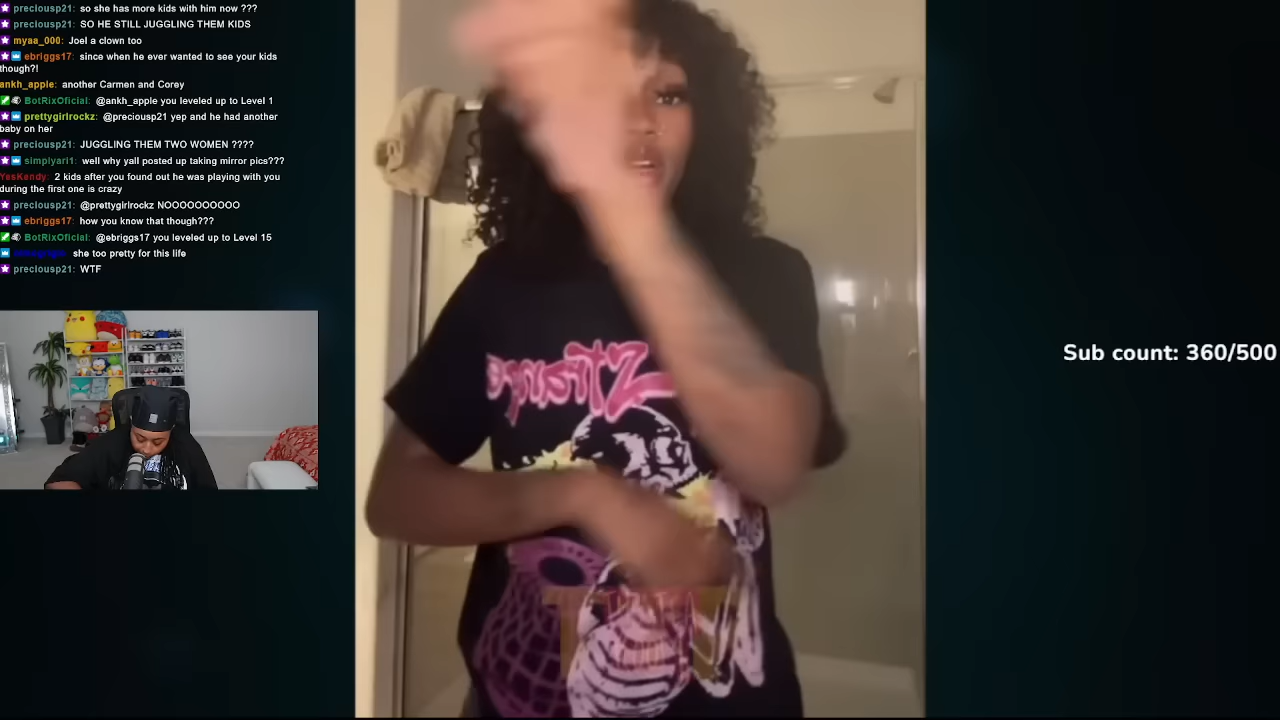 preciousp21: so she has more kids with him now ???
preciousp21: SO HE STILL JUGGLING THEM KIDS
myaa_000: Joel a clown too
ebriggs17: since when he ever wanted to see your kids
though?!
ankh_apple: another Carmen and Corey
BotRixOficial: @ankh_apple you leveled up to Level 1
prettygirlrockz: @preciousp21 yep and he had another
baby on her
preciousp21: JUGGLING THEM TWO WOMEN ????
simplyari1: well why yall posted up taking mirror pics???
YesKendy: 2 kids after you found out he was playing with you
during the first one is crazy
preciousp21: @prettygirlrockz NOOOOOOOOOO
ebriggs17: how you know that though???
BotRixOficial: @ebriggs17 you leveled up to Level 15
she too pretty for this life
preciousp21: WTF
Sub count: 360/500